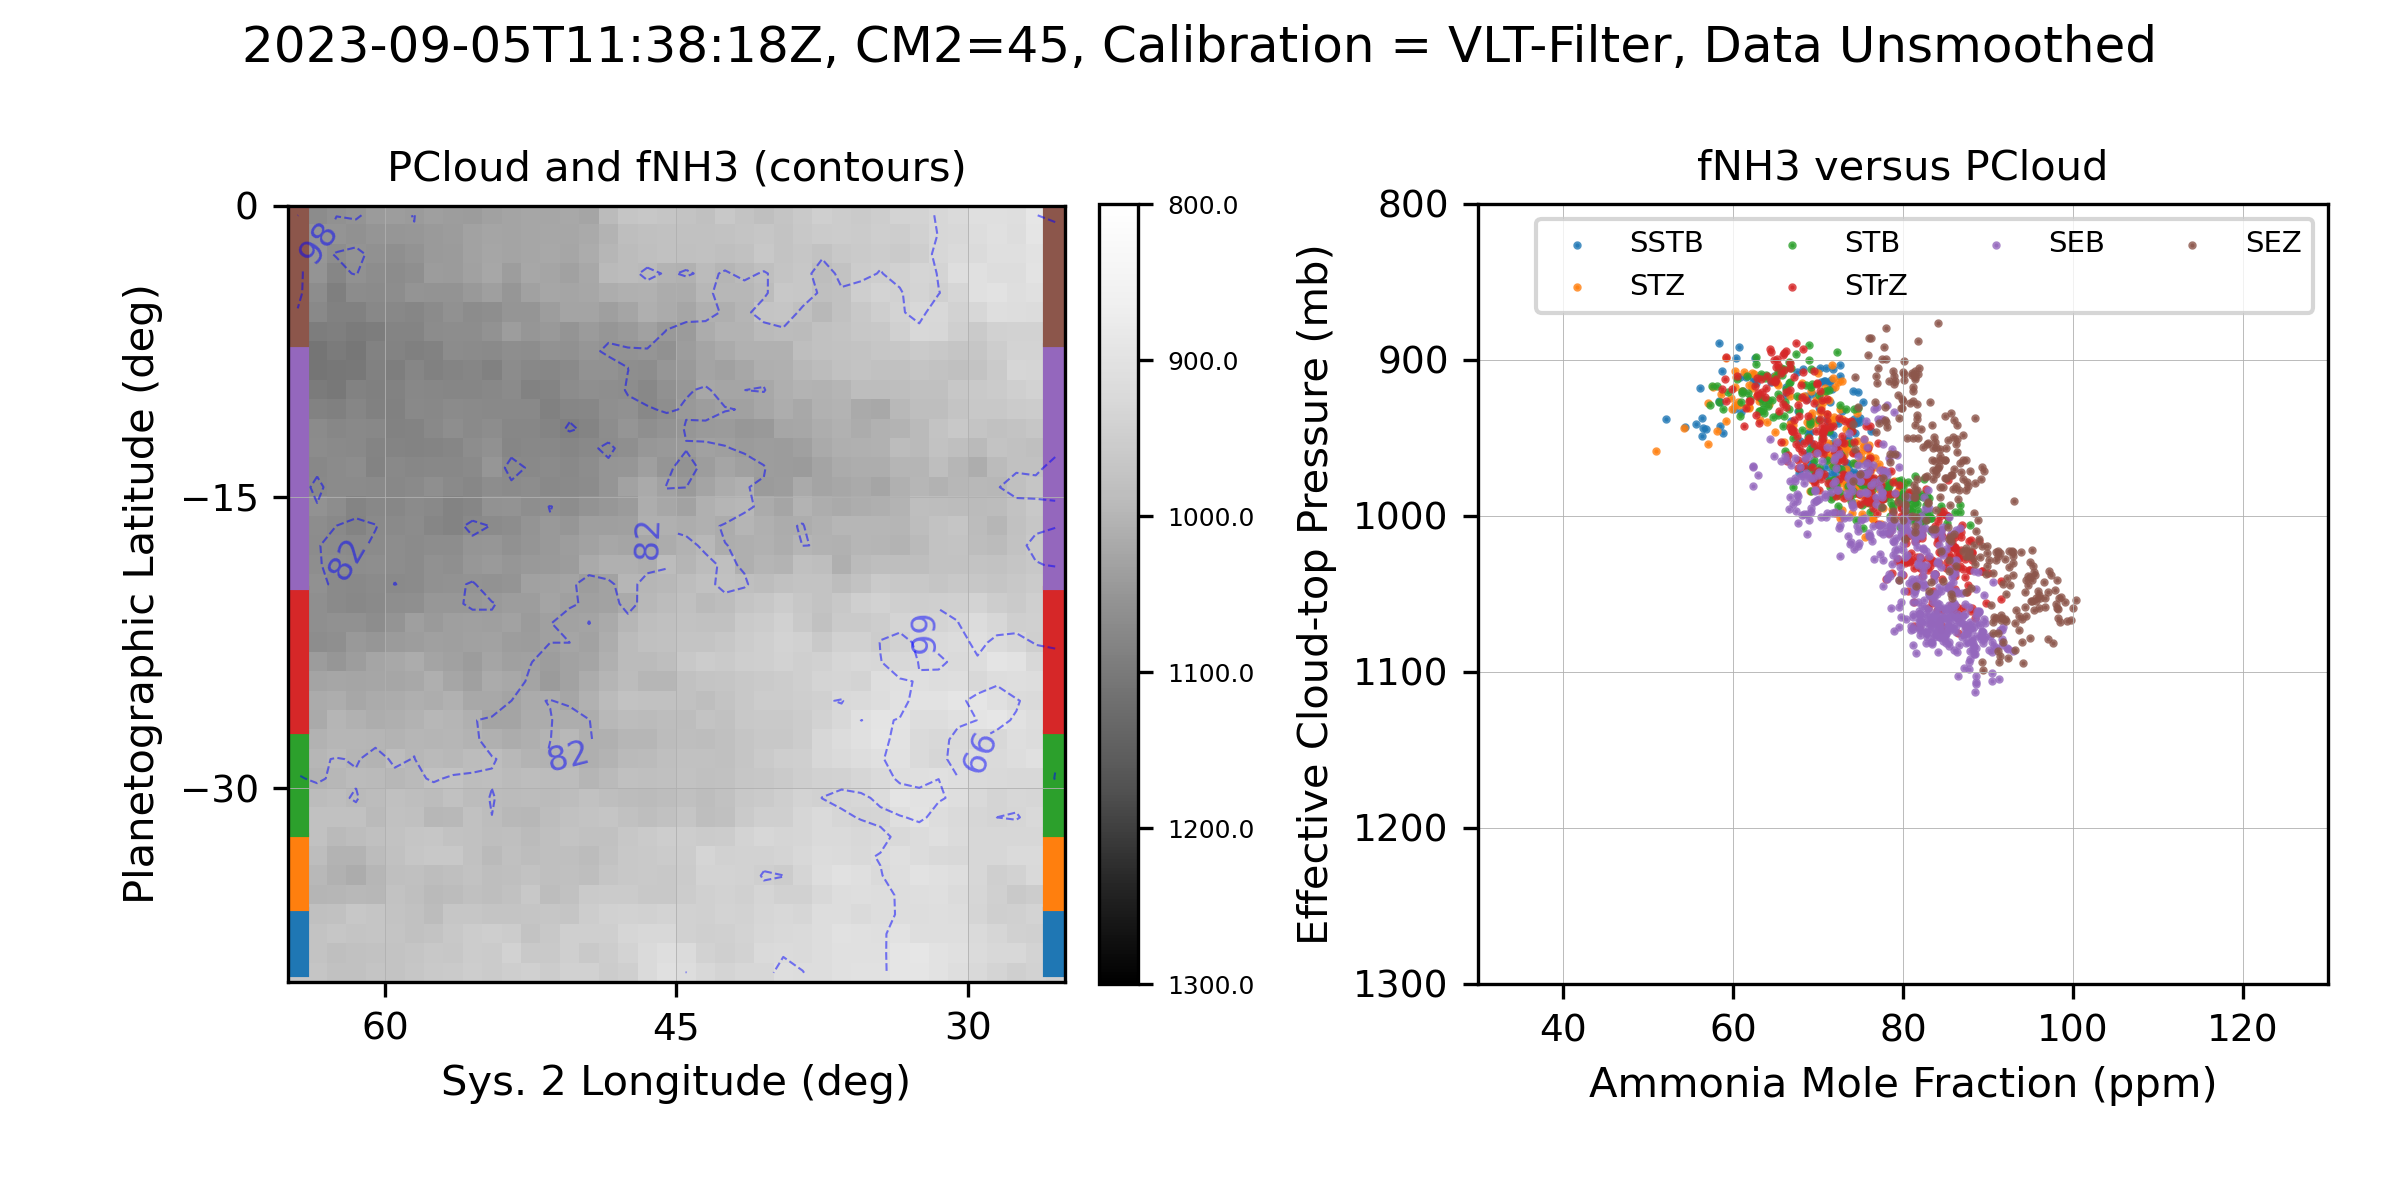 2023-09-05T11:38:18Z, CM2=45, Calibration = VLT-Filter, Data Unsmoothed
PCloud and fNH3 (contours)
Planetographic Latitude (deg)
0
−15
−30
98
82
82
82
66
66
60
45
30
Sys. 2 Longitude (deg)
800.0
900.0
1000.0
1100.0
1200.0
1300.0
fNH3 versus PCloud
Effective Cloud-top Pressure (mb)
800
900
1000
1100
1200
1300
SSTB
STB
SEB
SEZ
STZ
STrZ
40
60
80
100
120
Ammonia Mole Fraction (ppm)